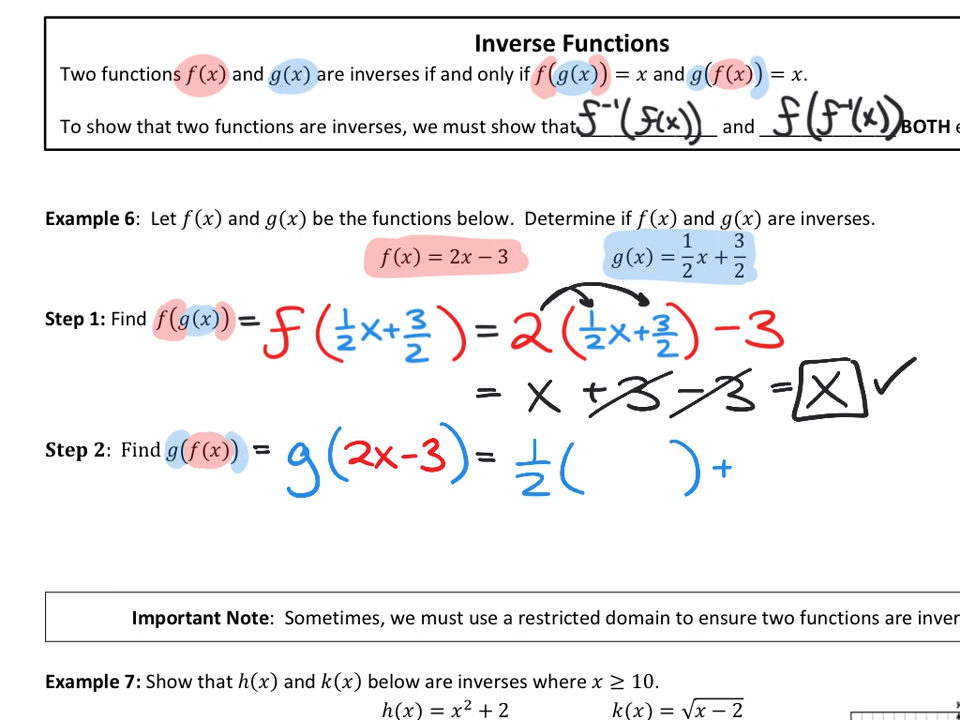 Inverse Functions
Two functions f(x) and g(x) are inverses if and only if f(g(x)) = x and g(f(x)) = x.
To show that two functions are inverses, we must show that f⁻¹(f(x)) and f(f⁻¹(x)) BOTH e
Example 6: Let f(x) and g(x) be the functions below. Determine if f(x) and g(x) are inverses.
f(x) = 2x − 3 g(x) = 1/2 x + 3/2
Step 1: Find f(g(x)) = f(1/2 x + 3/2) = 2(1/2 x + 3/2) − 3
= x + 3 − 3 = x ✓
Step 2: Find g(f(x)) = g(2x−3) = 1/2 ( ) +
Important Note: Sometimes, we must use a restricted domain to ensure two functions are inver
Example 7: Show that h(x) and k(x) below are inverses where x ≥ 10.
h(x) = x² + 2 k(x) = √(x − 2)